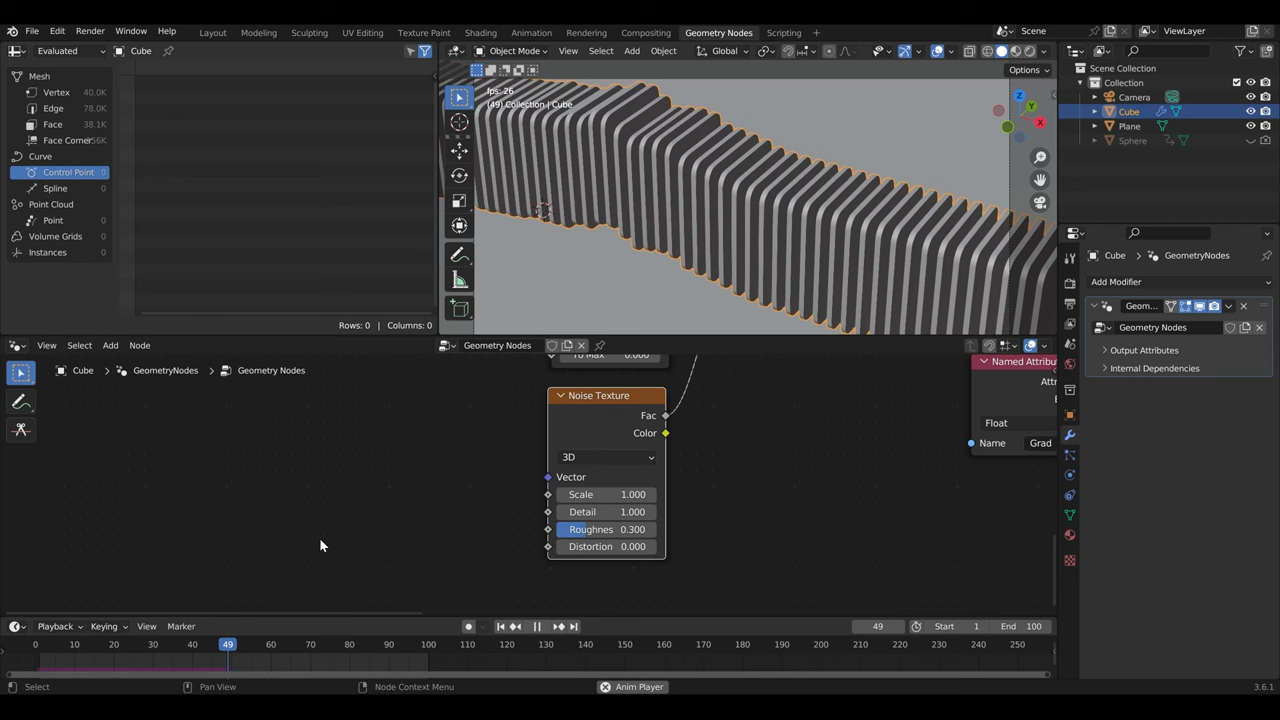 File Edit Render Window Help Layout Modeling Sculpting UV Editing Texture Paint Shading Animation Rendering Compositing Geometry Nodes Scripting + Scene ViewLayer
Evaluated Cube
Object Mode View Select Add Object Global
Options
Mesh
Vertex 40.0K
Edge 78.0K
Face 38.1K
Face Corner 56K
Curve
Control Point 0
Spline 0
Point Cloud
Point 0
Volume Grids
Instances 0
Rows: 0 | Columns: 0
fps: 26
(49) Collection | Cube
Z
Y
X
Scene Collection
Collection
Camera
Cube
Plane
Sphere
Cube > GeometryNodes
Add Modifier
Geom...
Geometry Nodes
Output Attributes
Internal Dependencies
View Select Add Node Geometry Nodes
Cube > GeometryNodes > Geometry Nodes
To Max 0.000
Noise Texture
Fac
Color
3D
Vector
Scale 1.000
Detail 1.000
Roughnes 0.300
Distortion 0.000
Named Attribu
Attr
Float
Name Grad
Playback Keying View Marker 49 Start 1 End 100
0 10 20 30 40 49 60 70 80 90 100 110 120 130 140 150 160 170 180 190 200 210 220 230 240 250
Select Pan View Node Context Menu Anim Player 3.6.1